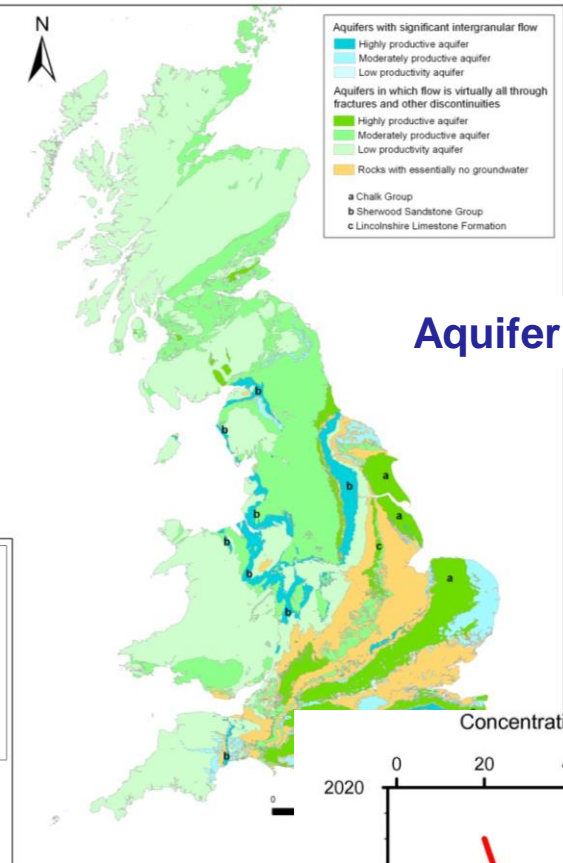 N
Aquifers with significant intergranular flow
Highly productive aquifer
Moderately productive aquifer
Low productivity aquifer
Aquifers in which flow is virtually all through
fractures and other discontinuities
Highly productive aquifer
Moderately productive aquifer
Low productivity aquifer
Rocks with essentially no groundwater
a Chalk Group
b Sherwood Sandstone Group
c Lincolnshire Limestone Formation
Aquifer
b
b
a
b
a
b
c
b
a
b
b
b
0
Concentrati
0 20
2020